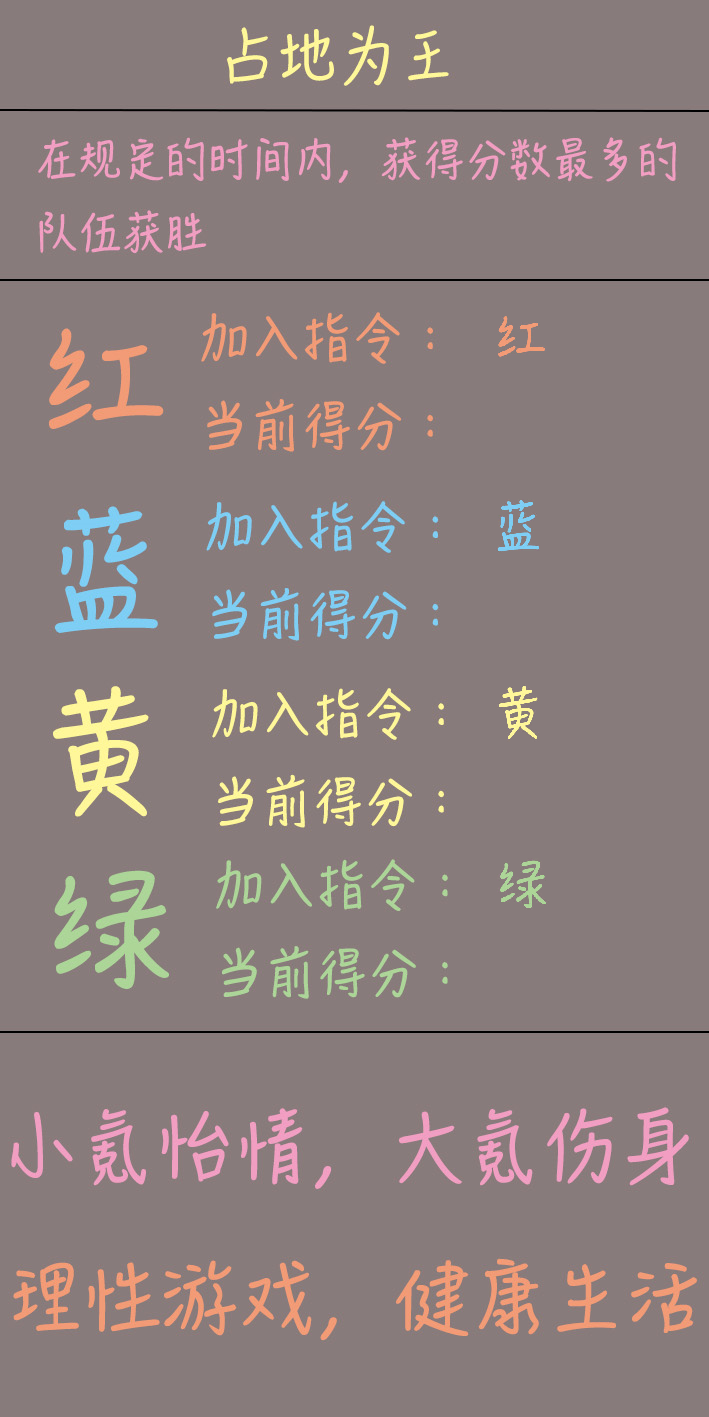 占地为王
在规定的时间内，获得分数最多的
队伍获胜
红
加入指令： 红
当前得分：
蓝
加入指令： 蓝
当前得分：
黄
加入指令： 黄
当前得分：
绿
加入指令： 绿
当前得分：
小氪怡情，大氪伤身
理性游戏，健康生活